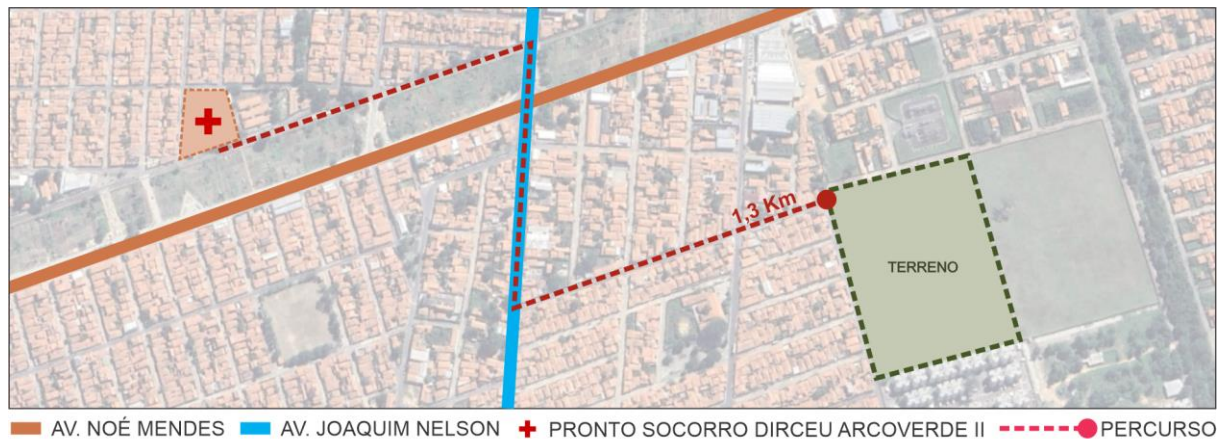 1,3 Km
TERRENO
AV. NOÉ MENDES AV. JOAQUIM NELSON PRONTO SOCORRO DIRCEU ARCOVERDE II PERCURSO